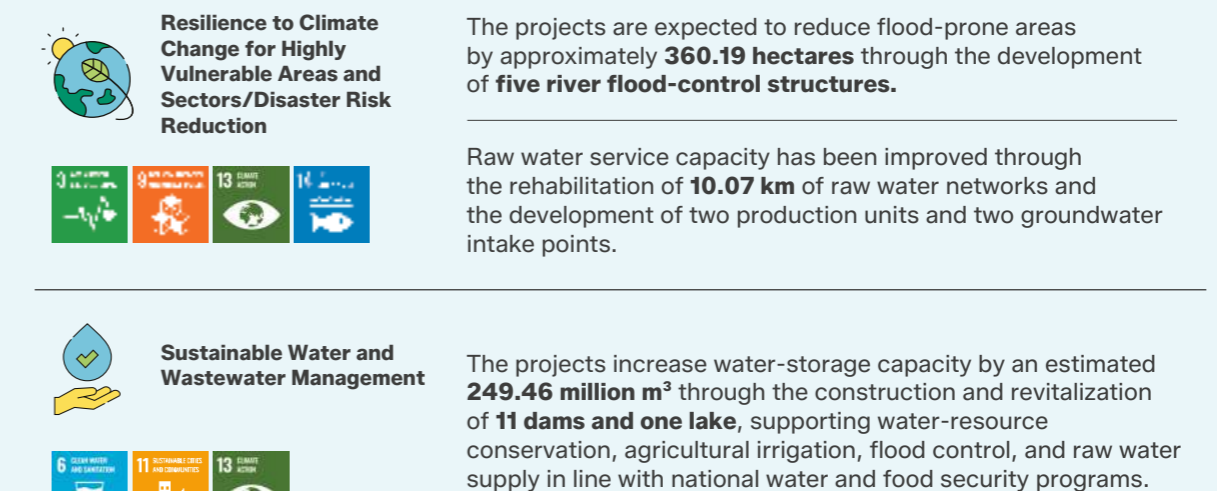 Resilience to Climate
Change for Highly
Vulnerable Areas and
Sectors/Disaster Risk
Reduction
The projects are expected to reduce flood-prone areas
by approximately 360.19 hectares through the development
of five river flood-control structures.
Raw water service capacity has been improved through
the rehabilitation of 10.07 km of raw water networks and
the development of two production units and two groundwater
intake points.
3
9
13 CLIMATE
ACTION
14
Sustainable Water and
Wastewater Management
The projects increase water-storage capacity by an estimated
249.46 million m³ through the construction and revitalization
of 11 dams and one lake, supporting water-resource
conservation, agricultural irrigation, flood control, and raw water
supply in line with national water and food security programs.
6 CLEAN WATER
AND SANITATION
11 SUSTAINABLE CITIES
AND COMMUNITIES
13 CLIMATE
ACTION